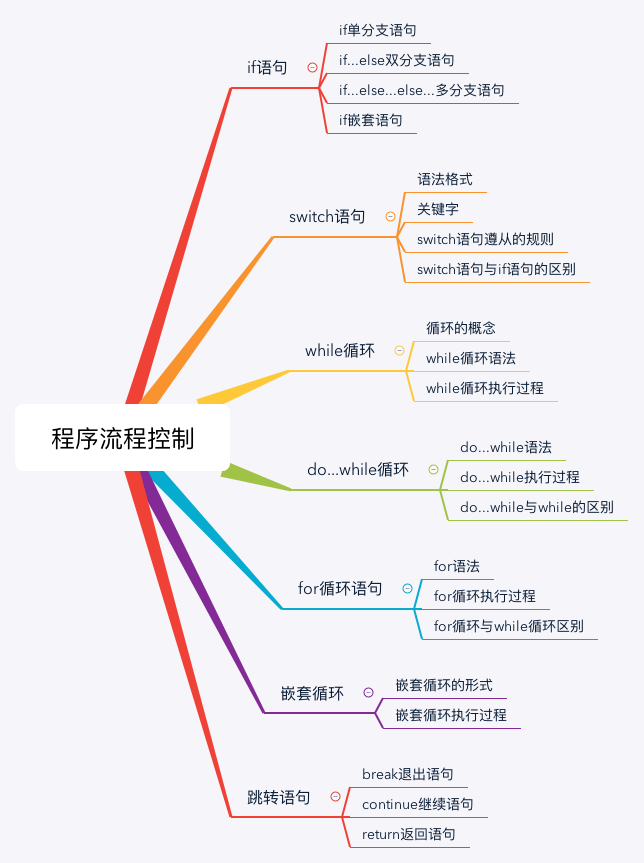 程序流程控制
if语句
if单分支语句
if...else双分支语句
if...else...else...多分支语句
if嵌套语句
switch语句
语法格式
关键字
switch语句遵从的规则
switch语句与if语句的区别
while循环
循环的概念
while循环语法
while循环执行过程
do...while循环
do...while语法
do...while执行过程
do...while与while的区别
for循环语句
for语法
for循环执行过程
for循环与while循环区别
嵌套循环
嵌套循环的形式
嵌套循环执行过程
跳转语句
break退出语句
continue继续语句
return返回语句